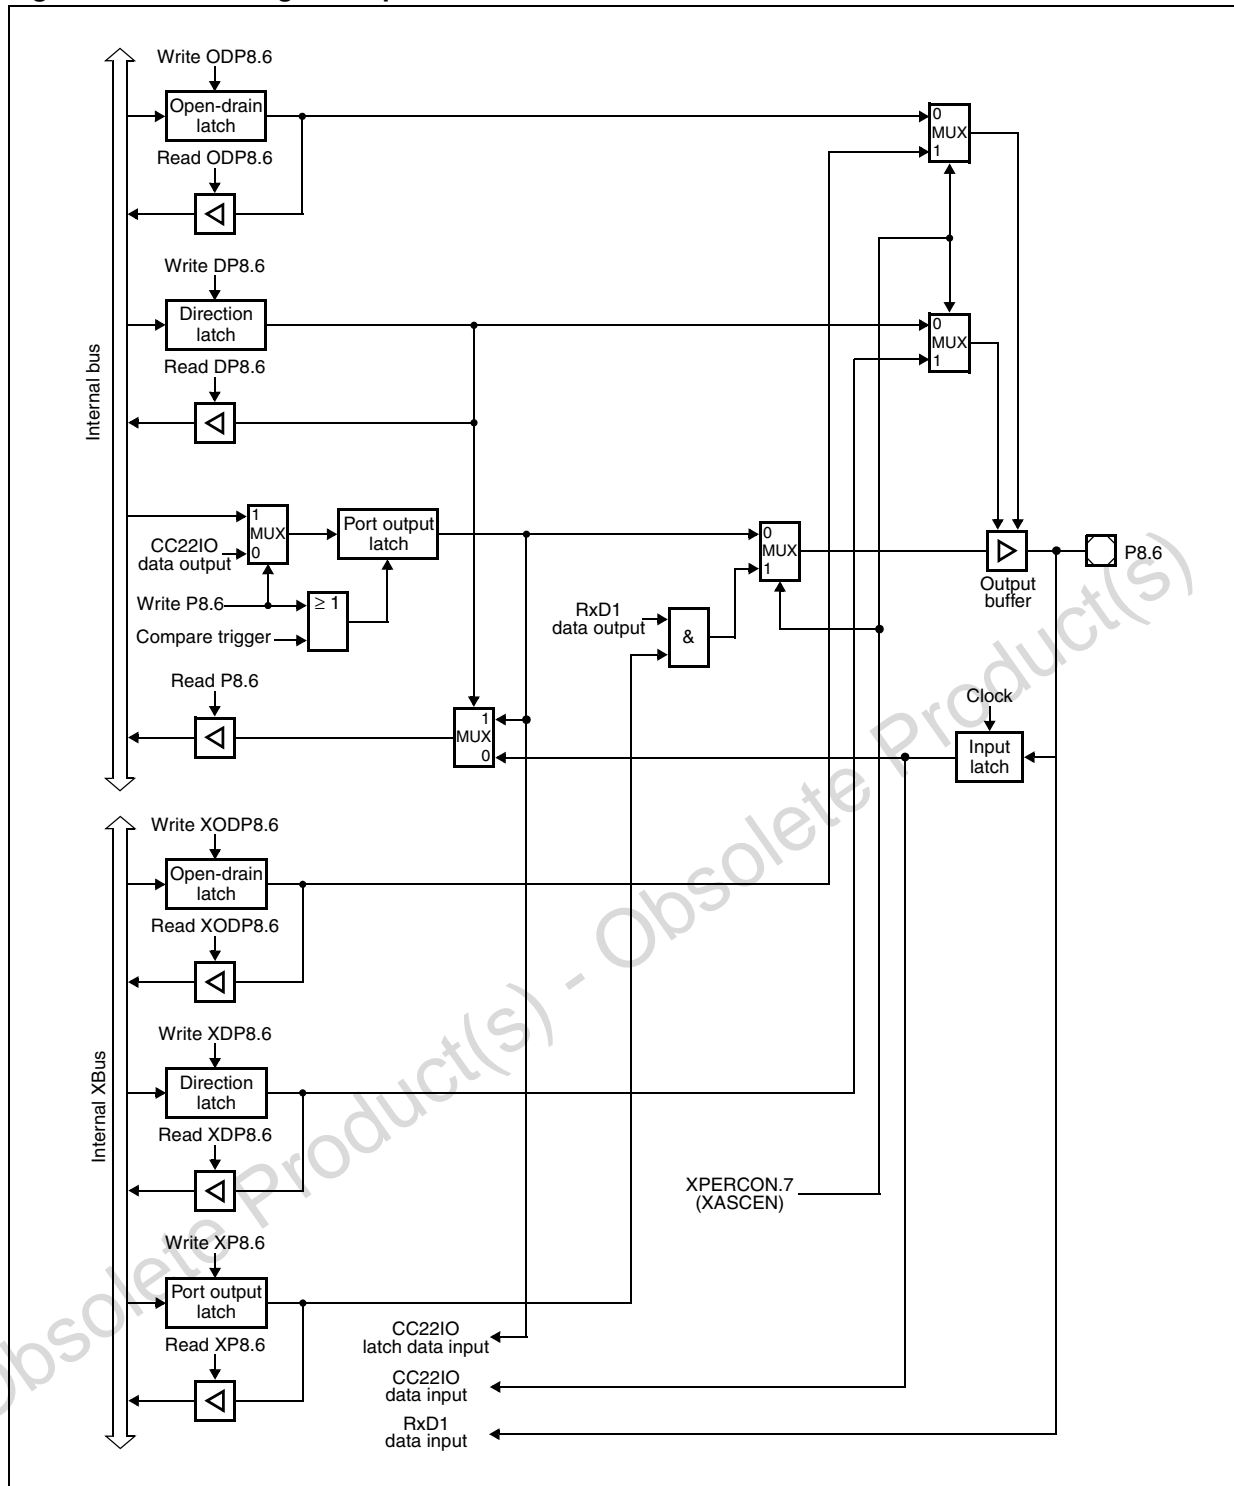 Write ODP8.6
Open-drain
latch
0
MUX
1
Read ODP8.6
Write DP8.6
Direction
latch
0
MUX
1
Read DP8.6
Internal bus
1
MUX
0
CC22IO
data output
Port output
latch
0
MUX
1
P8.6
Output
buffer
Write P8.6
≥ 1
Compare trigger
RxD1
data output
&
Read P8.6
1
MUX
0
Clock
Input
latch
Write XODP8.6
Open-drain
latch
Read XODP8.6
Write XDP8.6
Internal XBus
Direction
latch
Read XDP8.6
XPERCON.7
(XASCEN)
Write XP8.6
Port output
latch
Read XP8.6
CC22IO
latch data input
CC22IO
data input
RxD1
data input
Obsolete Product(s) - Obsolete Product(s)